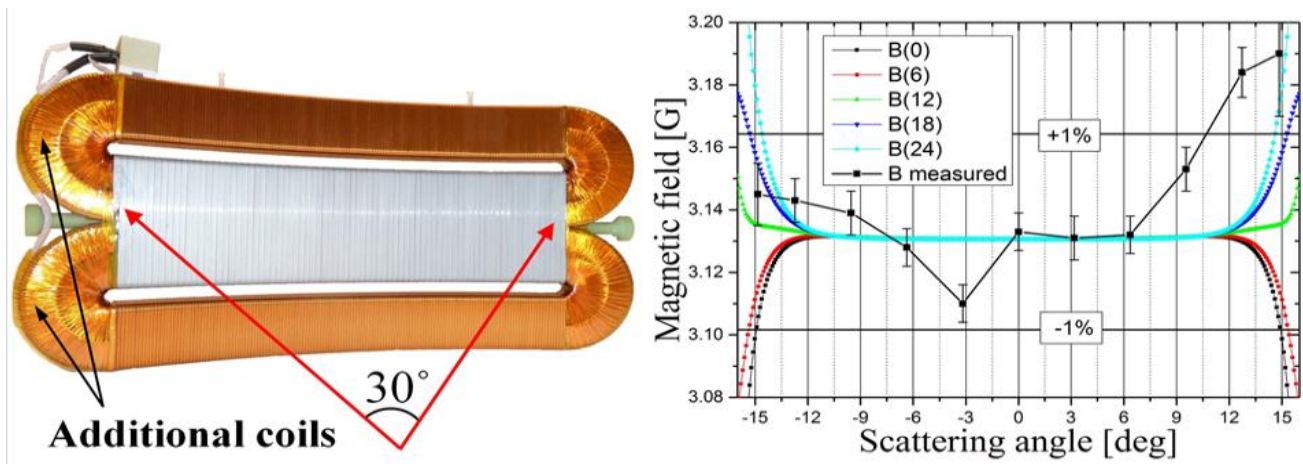 30°
Additional coils
Magnetic field [G]
3.20
3.18
3.16
3.14
3.12
3.10
3.08
B(0)
B(6)
B(12)
B(18)
B(24)
B measured
+1%
-1%
-15 -12 -9 -6 -3 0 3 6 9 12 15
Scattering angle [deg]